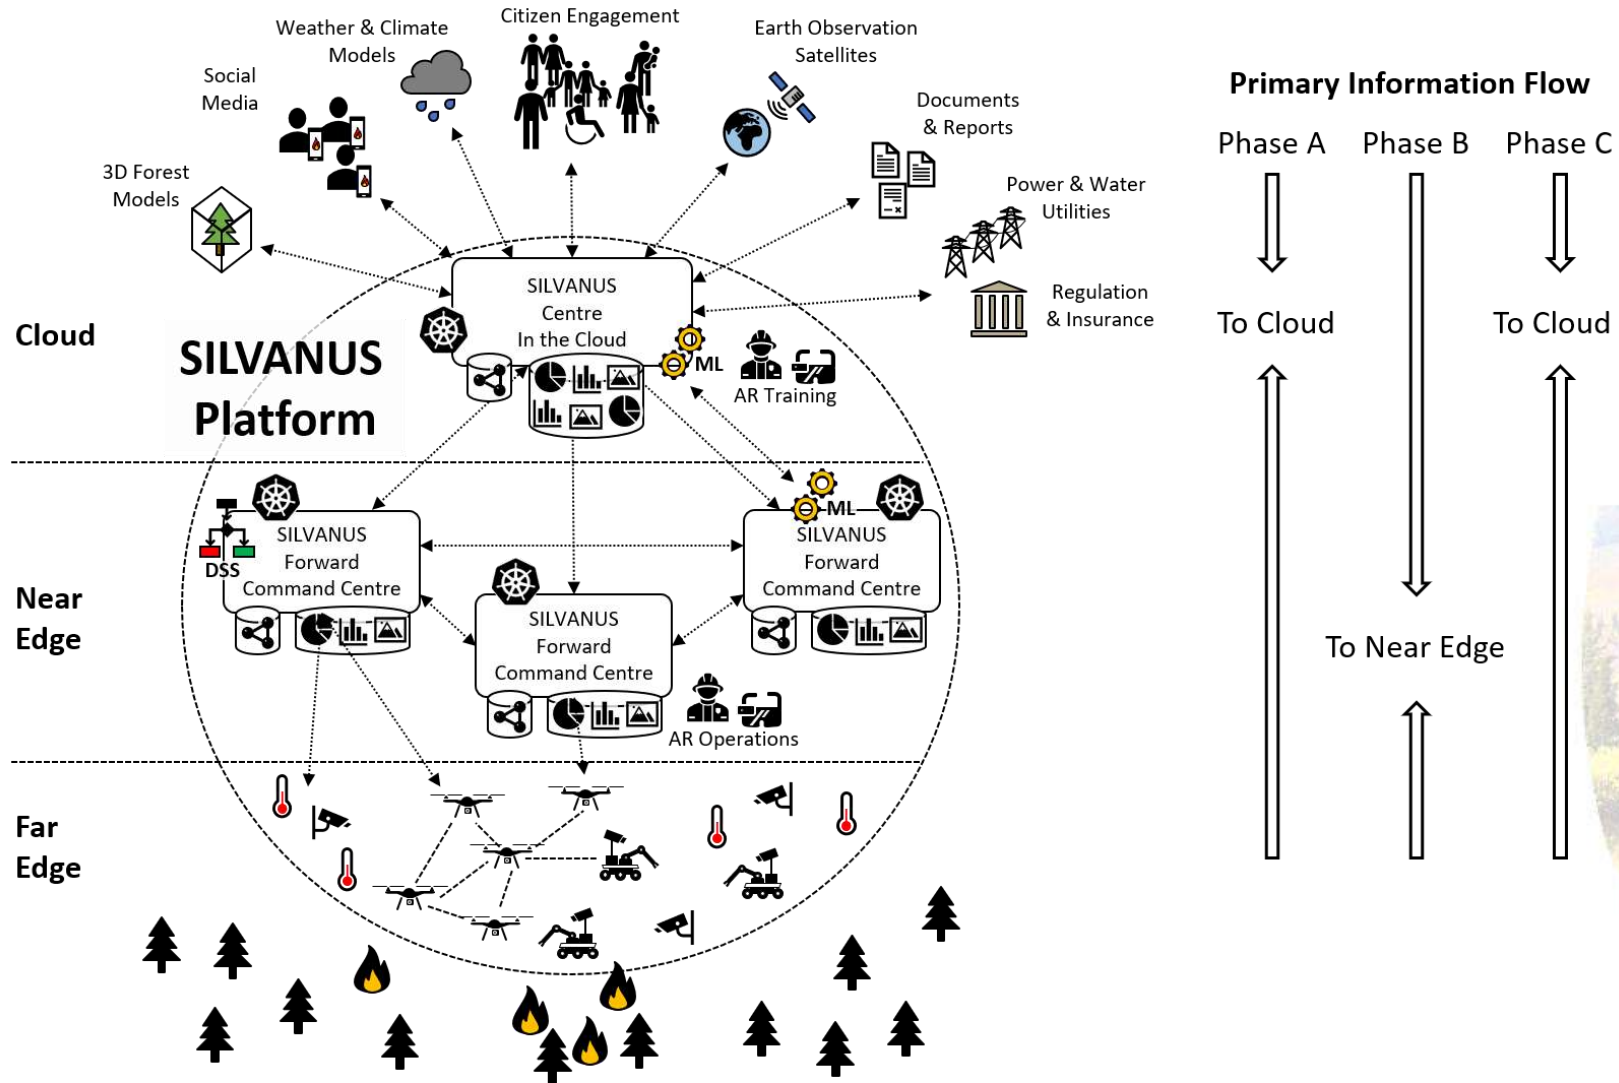 Citizen Engagement
Weather & Climate
Models
Earth Observation
Satellites
Social
Media
Documents
& Reports
3D Forest
Models
Power & Water
Utilities
Regulation
& Insurance
Primary Information Flow
Phase A
Phase B
Phase C
To Cloud
To Cloud
To Near Edge
Cloud
SILVANUS
Platform
SILVANUS
Centre
In the Cloud
ML
AR Training
Near
Edge
DSS
SILVANUS
Forward
Command Centre
SILVANUS
Forward
Command Centre
ML
SILVANUS
Forward
Command Centre
AR Operations
Far
Edge